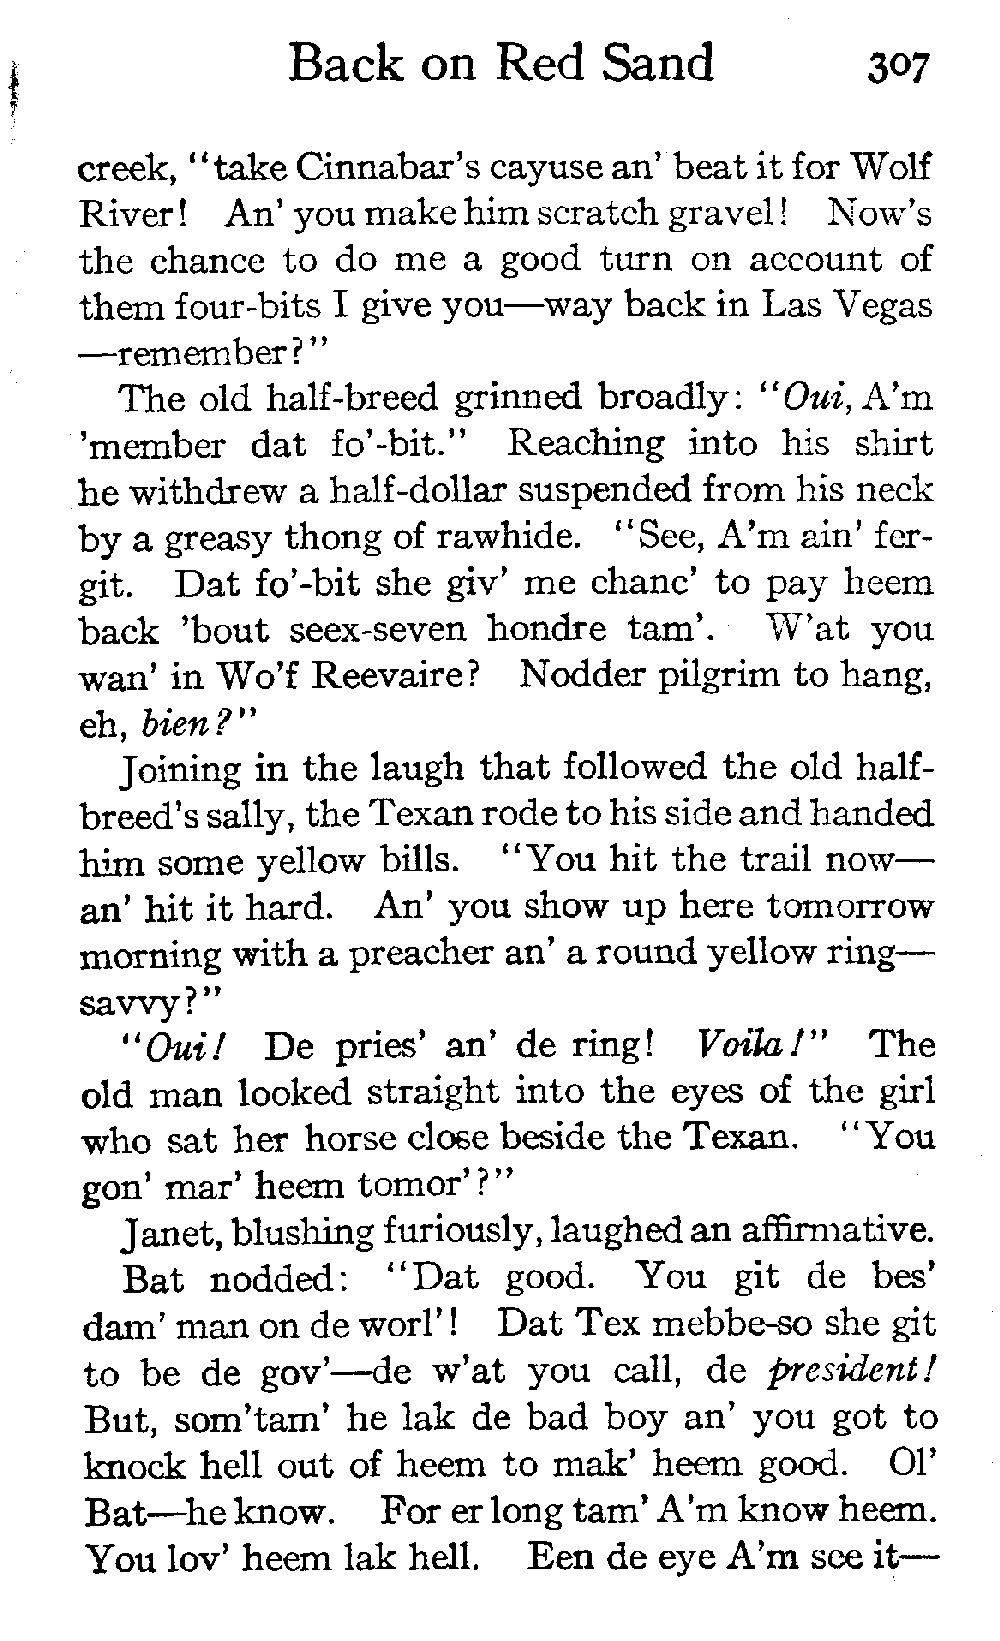 Back on Red Sand 307
creek, "take Cinnabar's cayuse an' beat it for Wolf
River! An' you make him scratch gravel! Now's
the chance to do me a good turn on account of
them four-bits I give you—way back in Las Vegas
—remember?"
The old half-breed grinned broadly: "Oui, A'm
'member dat fo'-bit." Reaching into his shirt
he withdrew a half-dollar suspended from his neck
by a greasy thong of rawhide. "See, A'm ain' fer-
git. Dat fo'-bit she giv' me chanc' to pay heem
back 'bout seex-seven hondre tam'. W'at you
wan' in Wo'f Reevaire? Nodder pilgrim to hang,
eh, bien?"
Joining in the laugh that followed the old half-
breed's sally, the Texan rode to his side and handed
him some yellow bills. "You hit the trail now—
an' hit it hard. An' you show up here tomorrow
morning with a preacher an' a round yellow ring—
savvy?"
"Oui! De pries' an' de ring! Voila!" The
old man looked straight into the eyes of the girl
who sat her horse close beside the Texan. "You
gon' mar' heem tomor'?"
Janet, blushing furiously, laughed an affirmative.
Bat nodded: "Dat good. You git de bes'
dam' man on de worl'! Dat Tex mebbe-so she git
to be de gov'—de w'at you call, de president!
But, som'tam' he lak de bad boy an' you got to
knock hell out of heem to mak' heem good. Ol'
Bat—he know. For er long tam' A'm know heem.
You lov' heem lak hell. Een de eye A'm see it—